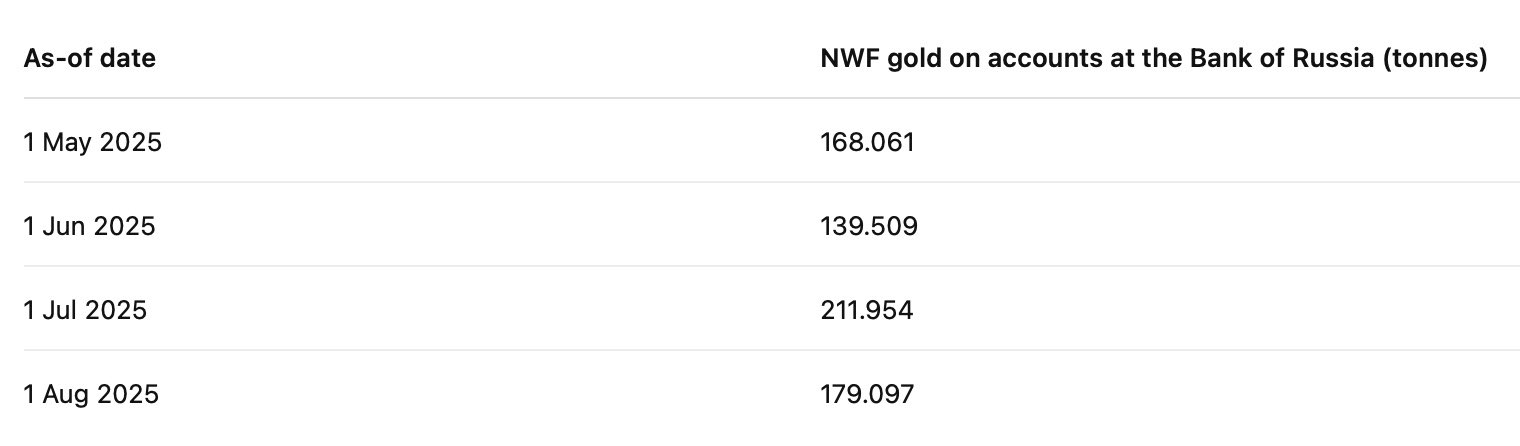 As-of date NWF gold on accounts at the Bank of Russia (tonnes)
1 May 2025 168.061
1 Jun 2025 139.509
1 Jul 2025 211.954
1 Aug 2025 179.097